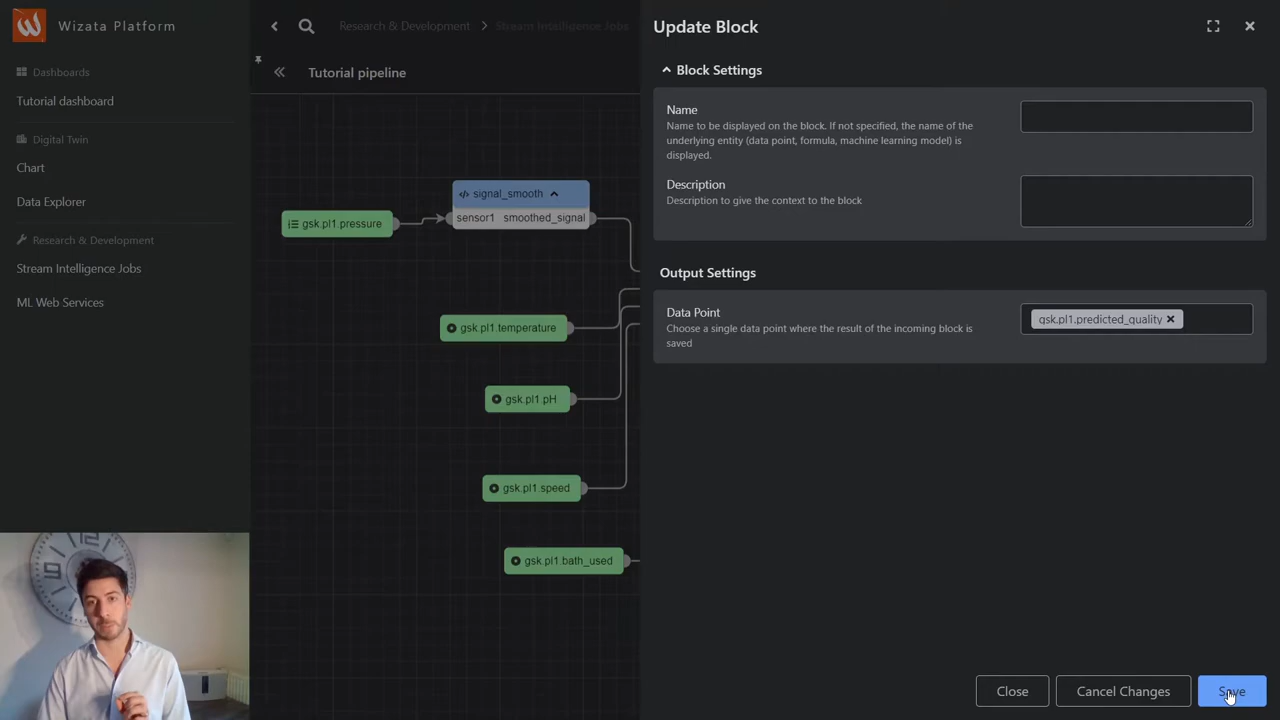 Wizata Platform
Dashboards
Tutorial dashboard
Digital Twin
Chart
Data Explorer
Research & Development
Stream Intelligence Jobs
ML Web Services
Research & Development > Stream Intelligence Jobs
Tutorial pipeline
gsk.pl1.pressure
</> signal_smooth
sensor1 smoothed_signal
gsk.pl1.temperature
gsk.pl1.pH
gsk.pl1.speed
gsk.pl1.bath_used
Update Block
Block Settings
Name
Name to be displayed on the block. If not specified, the name of the
underlying entity (data point, formula, machine learning model) is
displayed.
Description
Description to give the context to the block
Output Settings
Data Point
Choose a single data point where the result of the incoming block is
saved
gsk.pl1.predicted_quality
Close
Cancel Changes
Save